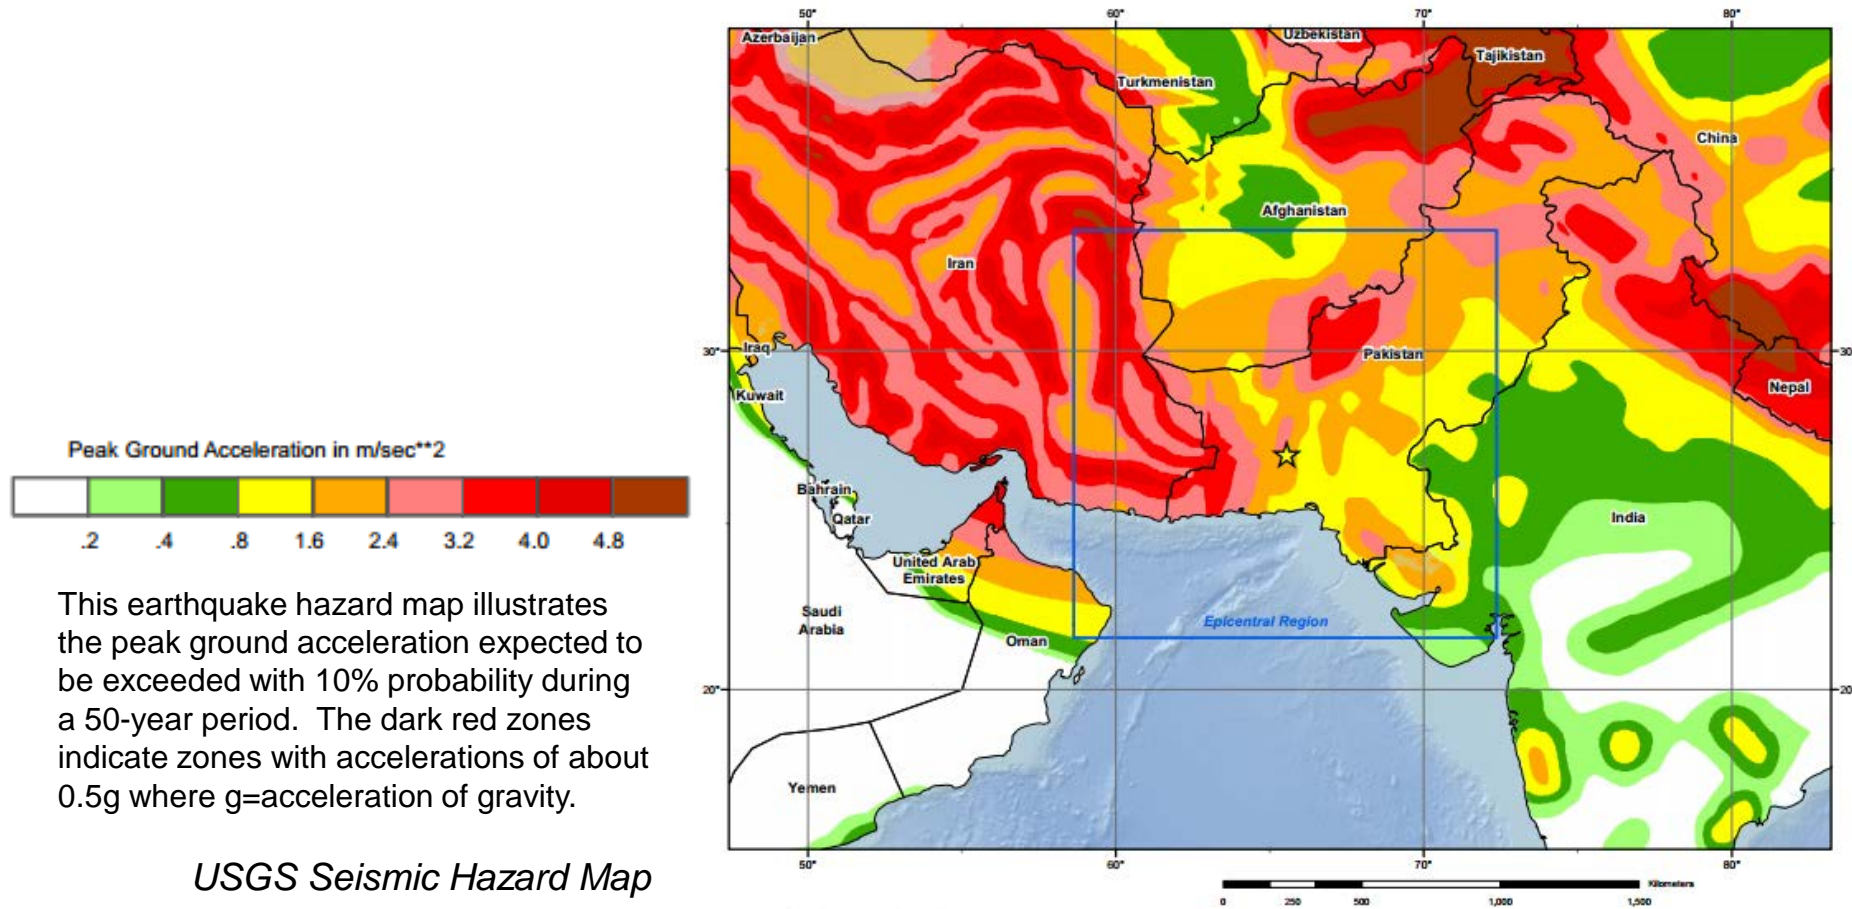 Peak Ground Acceleration in m/sec**2
.2 .4 .8 1.6 2.4 3.2 4.0 4.8
This earthquake hazard map illustrates
the peak ground acceleration expected to
be exceeded with 10% probability during
a 50-year period.  The dark red zones
indicate zones with accelerations of about
0.5g where g=acceleration of gravity.
USGS Seismic Hazard Map
50° 60° 70° 80°
Azerbaijan
Uzbekistan
Tajikistan
Turkmenistan
China
Afghanistan
Iran
30° Iraq Pakistan 30
Nepal
Kuwait
Bahrain
Qatar
India
United Arab
Emirates
Saudi
Arabia
Epicentral Region
Oman
20° 20
Yemen
50° 60° 70° 80°
Kilometers
0 250 500 1,000 1,500